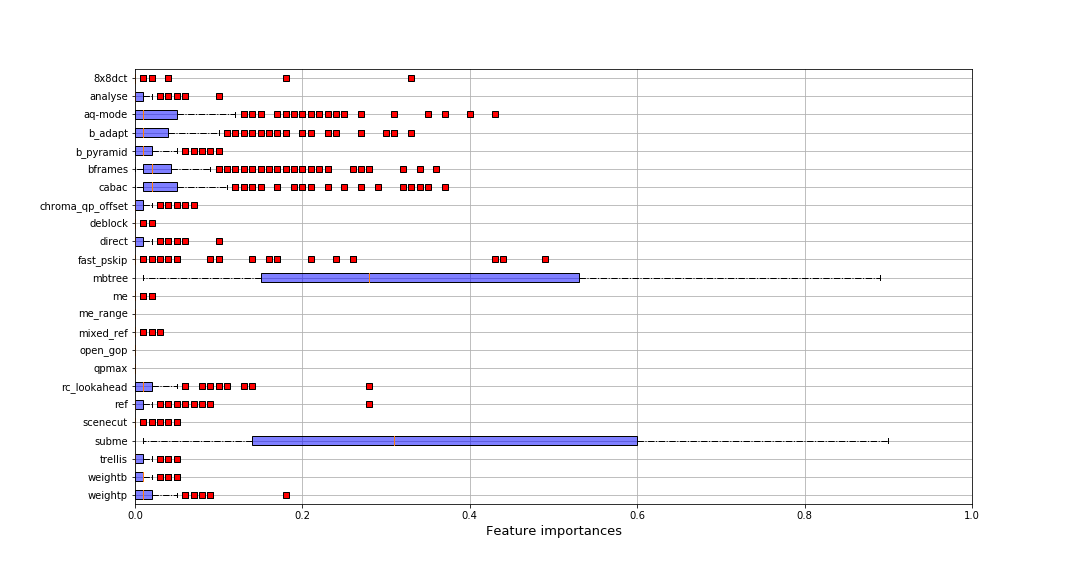 8x8dct
analyse
aq-mode
b_adapt
b_pyramid
bframes
cabac
chroma_qp_offset
deblock
direct
fast_pskip
mbtree
me
me_range
mixed_ref
open_gop
qpmax
rc_lookahead
ref
scenecut
subme
trellis
weightb
weightp
0.0 0.2 0.4 0.6 0.8 1.0
Feature importances